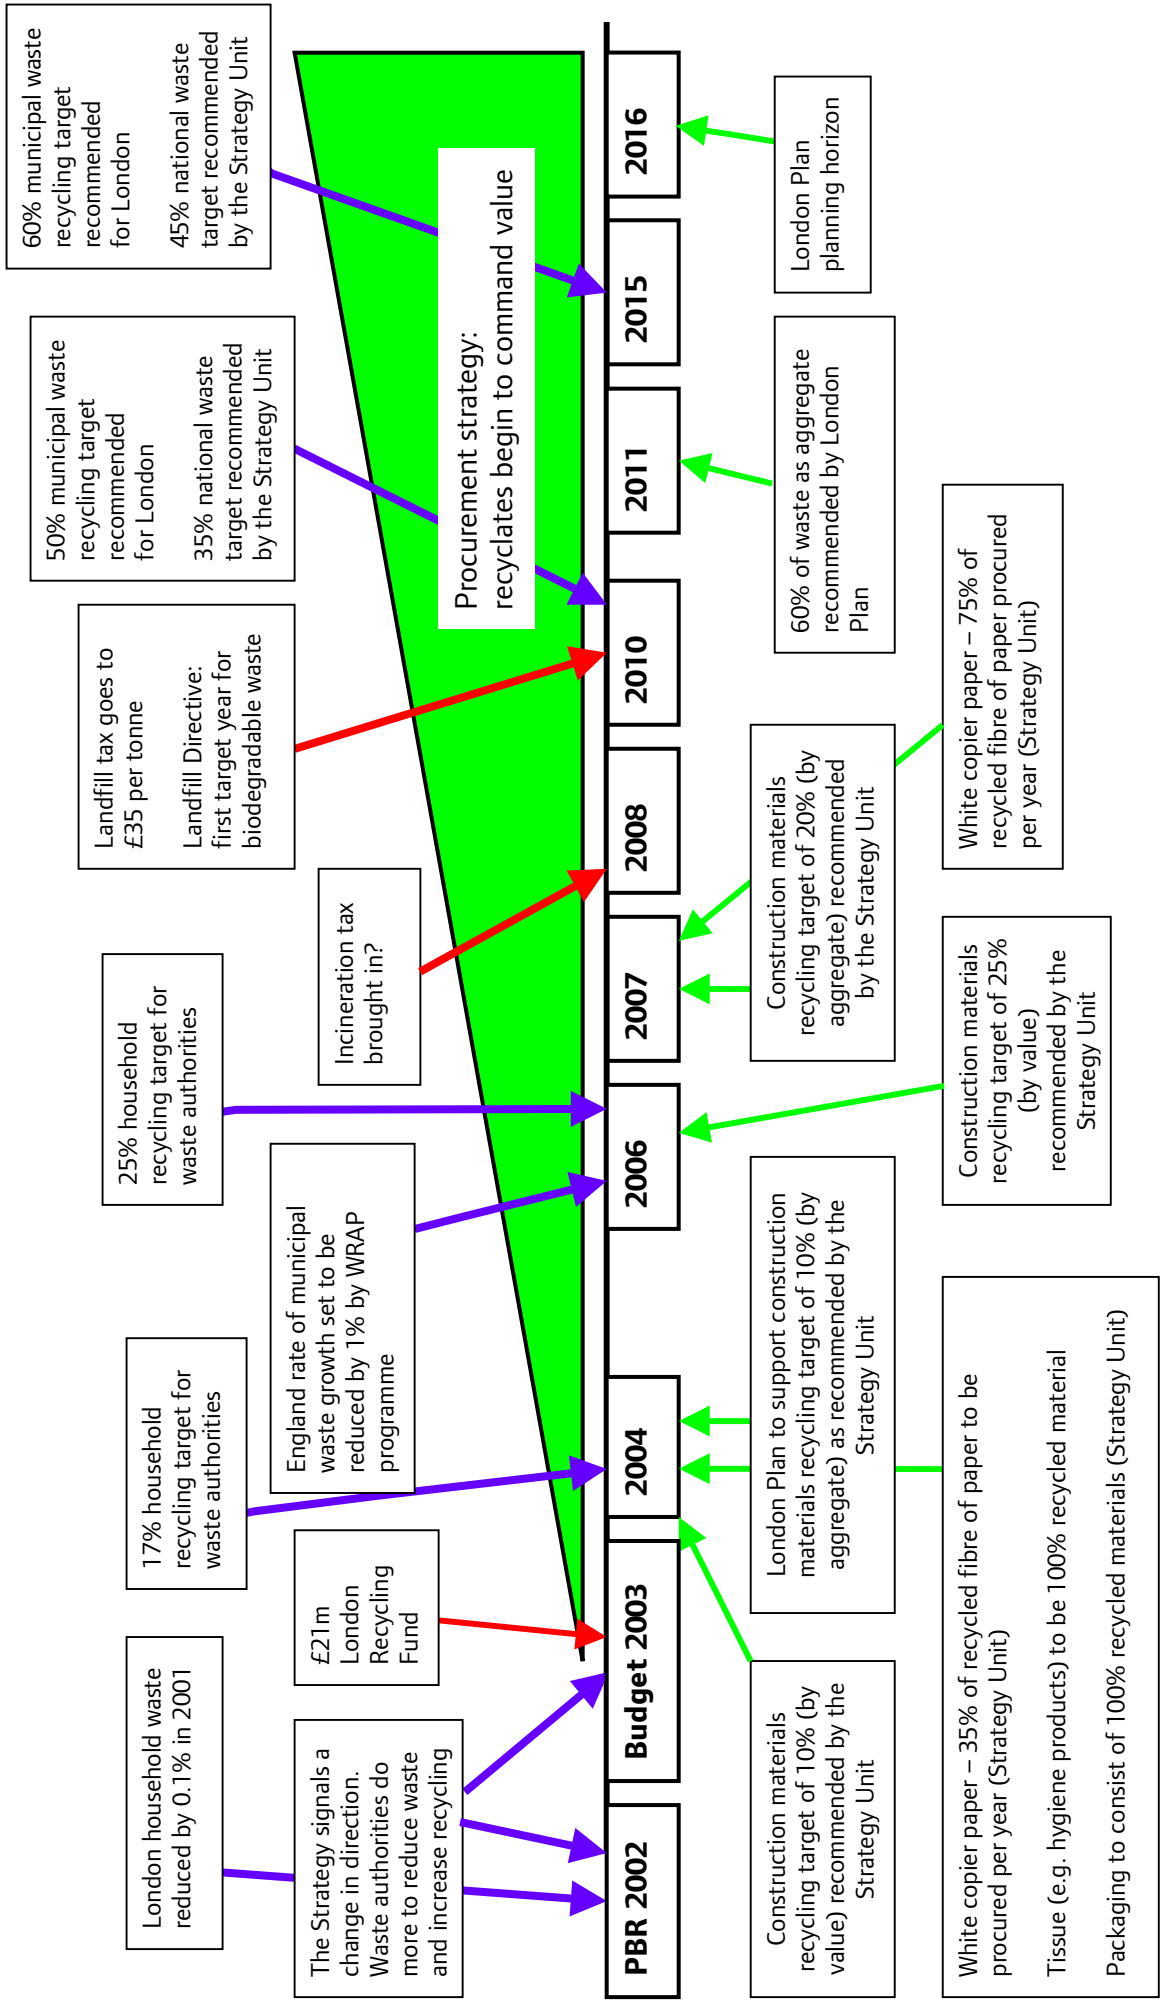 London household waste
reduced by 0.1% in 2001
17% household
recycling target for
waste authorities
25% household
recycling target for
waste authorities
Landfill tax goes to
£35 per tonne
Landfill Directive:
first target year for
biodegradable waste
50% municipal waste
recycling target
recommended
for London
35% national waste
target recommended
by the Strategy Unit
60% municipal waste
recycling target
recommended
for London
45% national waste
target recommended
by the Strategy Unit
The Strategy signals a
change in direction.
Waste authorities do
more to reduce waste
and increase recycling
£21m
London
Recycling
Fund
England rate of municipal
waste growth set to be
reduced by 1% by WRAP
programme
Incineration tax
brought in?
Procurement strategy:
recyclates begin to command value
PBR 2002
Budget 2003
2004
2006
2007
2008
2010
2011
2015
2016
Construction materials
recycling target of 10% (by
value) recommended by the
Strategy Unit
London Plan to support construction
materials recycling target of 10% (by
aggregate) as recommended by the
Strategy Unit
Construction materials
recycling target of 20% (by
aggregate) recommended
by the Strategy Unit
60% of waste as aggregate
recommended by London
Plan
London Plan
planning horizon
White copier paper – 35% of recycled fibre of paper to be
procured per year (Strategy Unit)
Tissue (e.g. hygiene products) to be 100% recycled material
Packaging to consist of 100% recycled materials (Strategy Unit)
Construction materials
recycling target of 25%
(by value)
recommended by the
Strategy Unit
White copier paper – 75% of
recycled fibre of paper procured
per year (Strategy Unit)